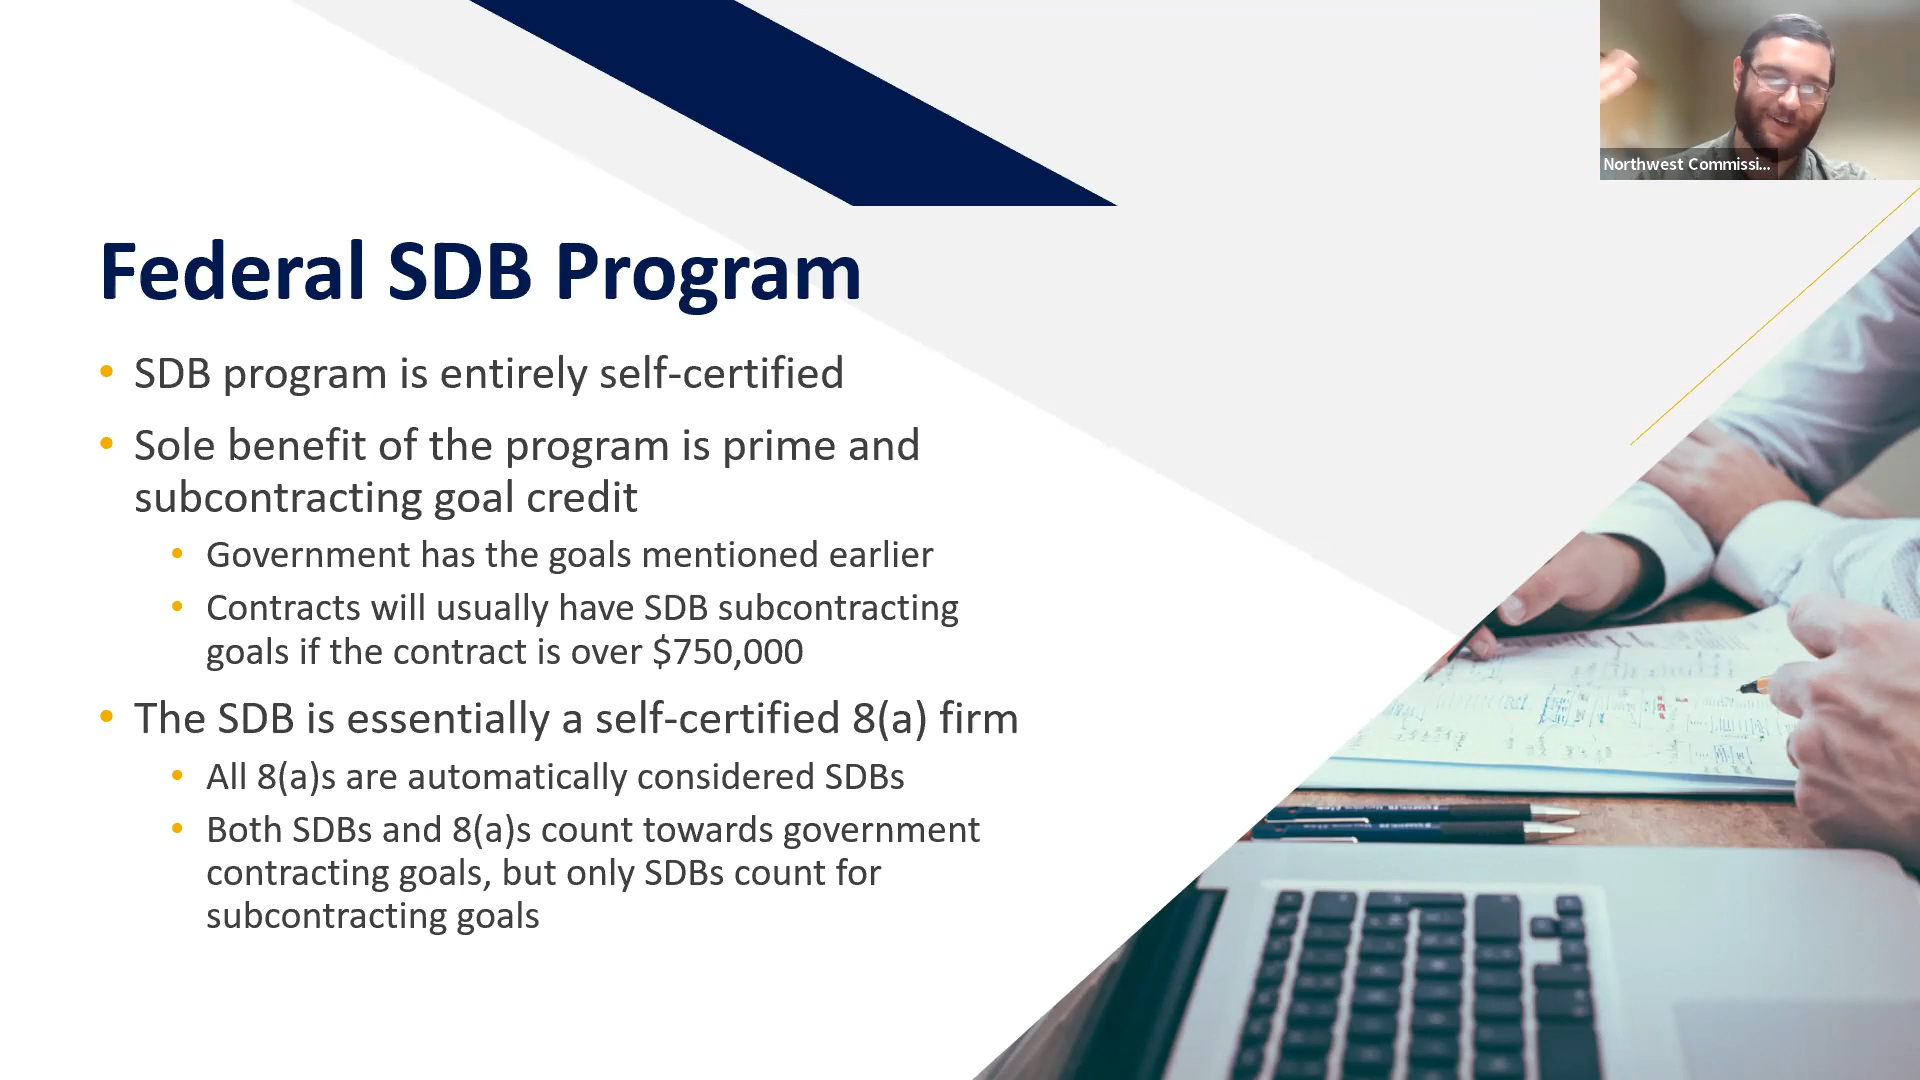 Northwest Commissi...
Federal SDB Program
• SDB program is entirely self-certified
• Sole benefit of the program is prime and
subcontracting goal credit
• Government has the goals mentioned earlier
• Contracts will usually have SDB subcontracting
goals if the contract is over $750,000
• The SDB is essentially a self-certified 8(a) firm
• All 8(a)s are automatically considered SDBs
• Both SDBs and 8(a)s count towards government
contracting goals, but only SDBs count for
subcontracting goals